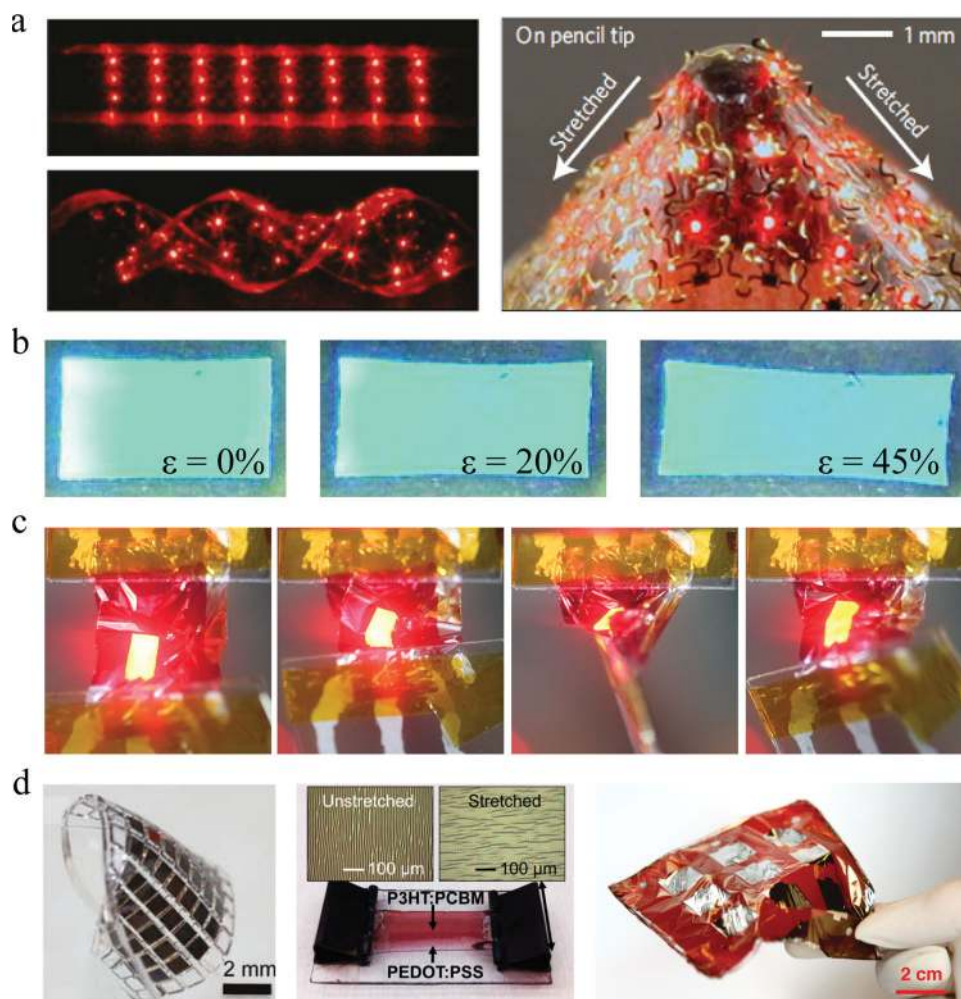 a
On pencil tip
1 mm
Stretched
Stretched
b
ε = 0%
ε = 20%
ε = 45%
c
d
2 mm
Unstretched
Stretched
100 µm
100 µm
P3HT:PCBM
PEDOT:PSS
2 cm